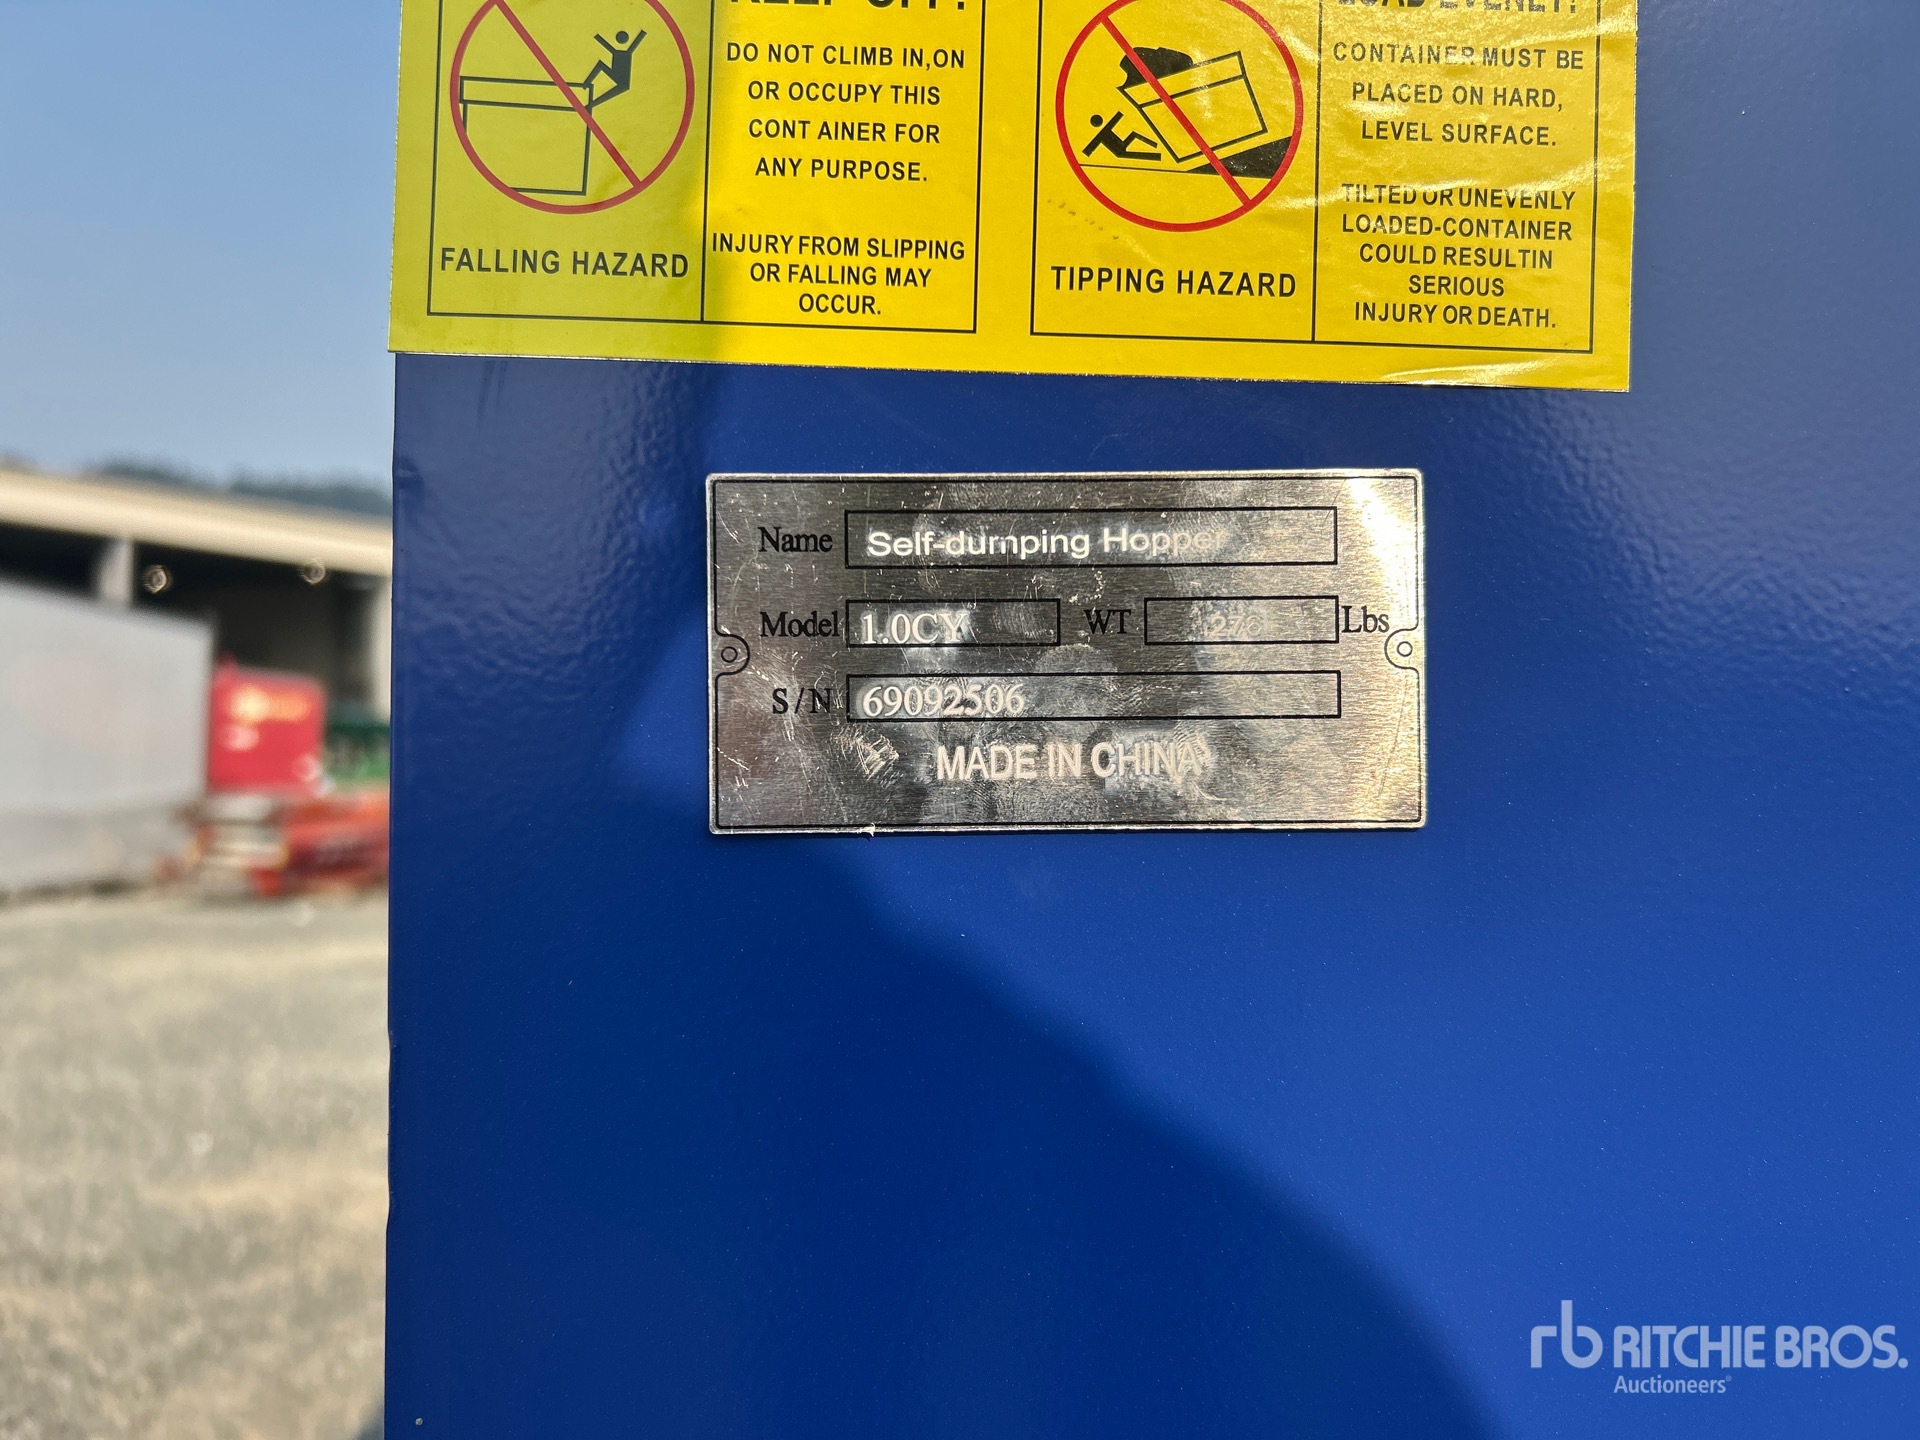 DO NOT CLIMB IN,ON
OR OCCUPY THIS
CONT AINER FOR
ANY PURPOSE.
INJURY FROM SLIPPING
OR FALLING MAY
OCCUR.
FALLING HAZARD
CONTAINER MUST BE
PLACED ON HARD,
LEVEL SURFACE.
TILTED OR UNEVENLY
LOADED-CONTAINER
COULD RESULTIN
SERIOUS
INJURY OR DEATH.
TIPPING HAZARD
Name Self-dumping Hopper
Model 1.0CY WT Lbs
S/N 69092506
MADE IN CHINA
rb RITCHIE BROS.
Auctioneers